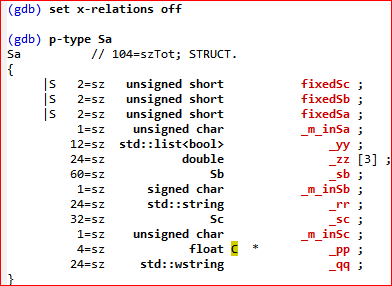 (gdb) set x-relations off
(gdb) p-type Sa
Sa // 104=szTot; STRUCT.
{
|S 2=sz unsigned short fixedSc ;
|S 2=sz unsigned short fixedSb ;
|S 2=sz unsigned short fixedSa ;
1=sz unsigned char _m_inSa ;
12=sz std::list<bool> _yy ;
24=sz double _zz [3] ;
60=sz Sb _sb ;
1=sz signed char _m_inSb ;
24=sz std::string _rr ;
32=sz Sc _sc ;
1=sz unsigned char _m_inSc ;
4=sz float C * _pp ;
24=sz std::wstring _qq ;
}